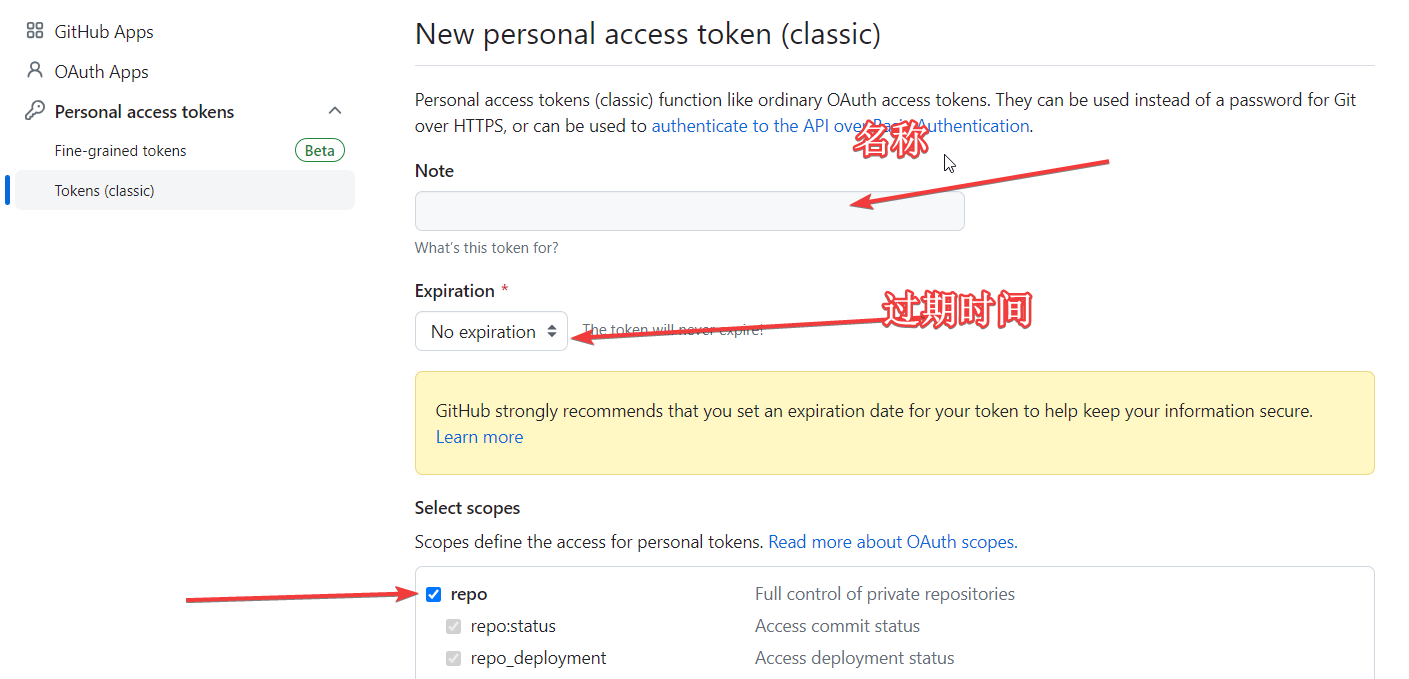 GitHub Apps
OAuth Apps
Personal access tokens
Fine-grained tokens Beta
Tokens (classic)
New personal access token (classic)
Personal access tokens (classic) function like ordinary OAuth access tokens. They can be used instead of a password for Git
over HTTPS, or can be used to authenticate to the API over Basic Authentication.
名称
Note
What's this token for?
Expiration *
过期时间
No expiration The token will never expire!
GitHub strongly recommends that you set an expiration date for your token to help keep your information secure.
Learn more
Select scopes
Scopes define the access for personal tokens. Read more about OAuth scopes.
repo Full control of private repositories
repo:status Access commit status
repo_deployment Access deployment status